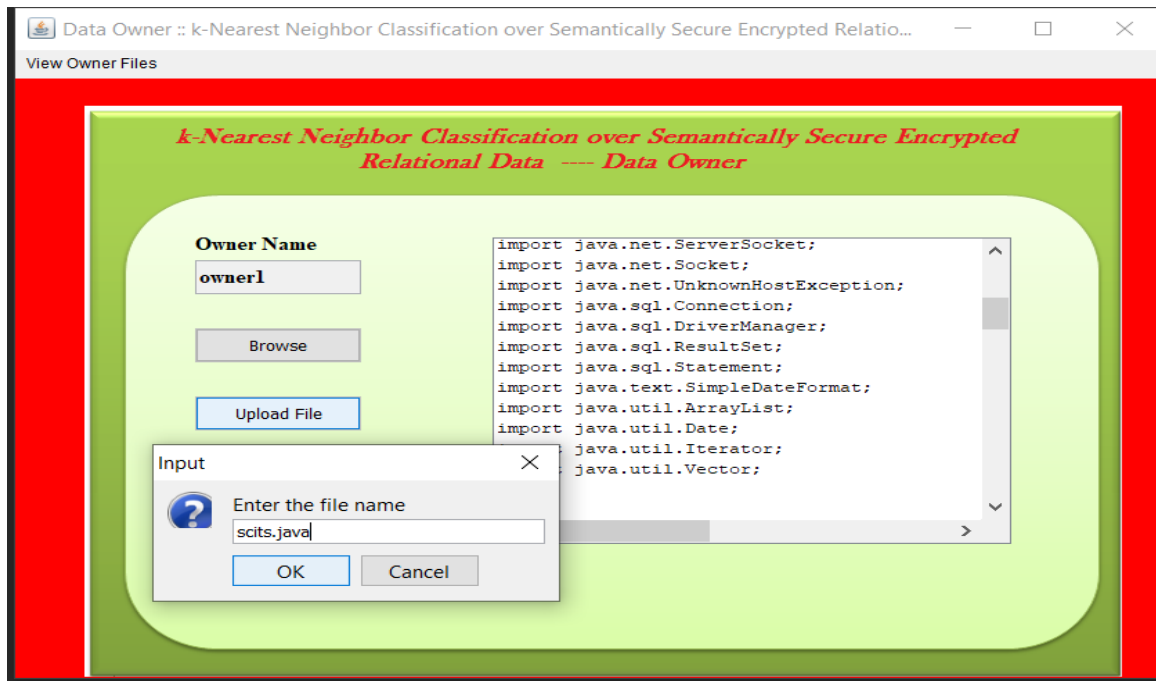 Data Owner :: k-Nearest Neighbor Classification over Semantically Secure Encrypted Relatio...
View Owner Files
k-Nearest Neighbor Classification over Semantically Secure Encrypted
Relational Data ---- Data Owner
Owner Name
owner1
Browse
Upload File
import java.net.ServerSocket;
import java.net.Socket;
import java.net.UnknownHostException;
import java.sql.Connection;
import java.sql.DriverManager;
import java.sql.ResultSet;
import java.sql.Statement;
import java.text.SimpleDateFormat;
import java.util.ArrayList;
import java.util.Date;
java.util.Iterator;
java.util.Vector;
Input
Enter the file name
scits.java
OK
Cancel